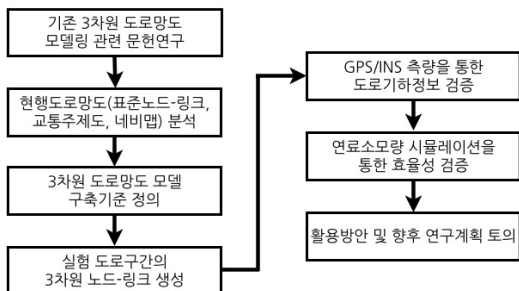 기존 3차원 도로망도
모델링 관련 문헌연구
현행도로망도(표준노드-링크,
교통주제도, 네비맵) 분석
3차원 도로망도 모델
구축기준 정의
실험 도로구간의
3차원 노드-링크 생성
GPS/INS 측량을 통한
도로기하정보 검증
연료소모량 시뮬레이션을
통한 효율성 검증
활용방안 및 향후 연구계획 토의